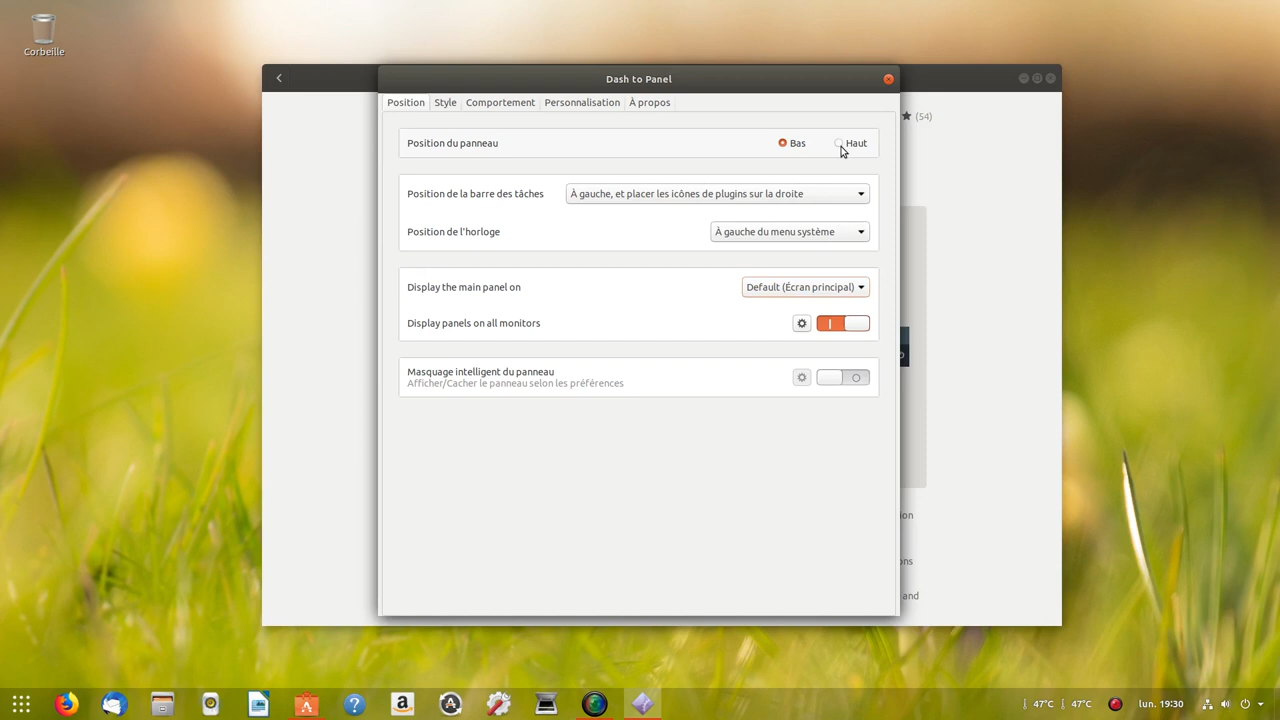 Corbeille
Dash to Panel
(54)
Position Style Comportement Personnalisation À propos
Position du panneau Bas Haut
Position de la barre des tâches À gauche, et placer les icônes de plugins sur la droite
Position de l'horloge À gauche du menu système
Display the main panel on Default (Écran principal)
Display panels on all monitors
Masquage intelligent du panneau
Afficher/Cacher le panneau selon les préférences
and
47°C 47°C lun. 19:30